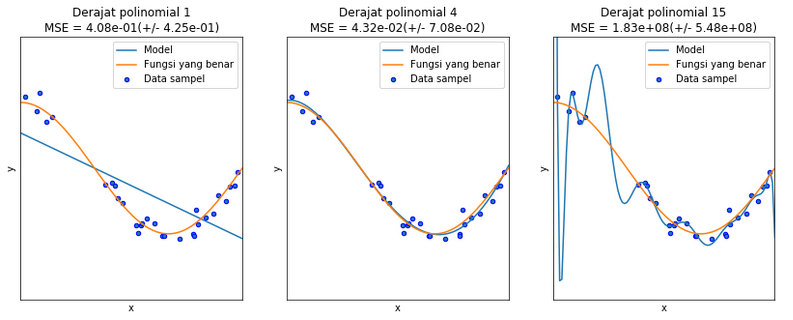 Derajat polinomial 1
MSE = 4.08e-01(+/- 4.25e-01)
Model
Fungsi yang benar
Data sampel
y
x
Derajat polinomial 4
MSE = 4.32e-02(+/- 7.08e-02)
Model
Fungsi yang benar
Data sampel
y
x
Derajat polinomial 15
MSE = 1.83e+08(+/- 5.48e+08)
Model
Fungsi yang benar
Data sampel
y
x